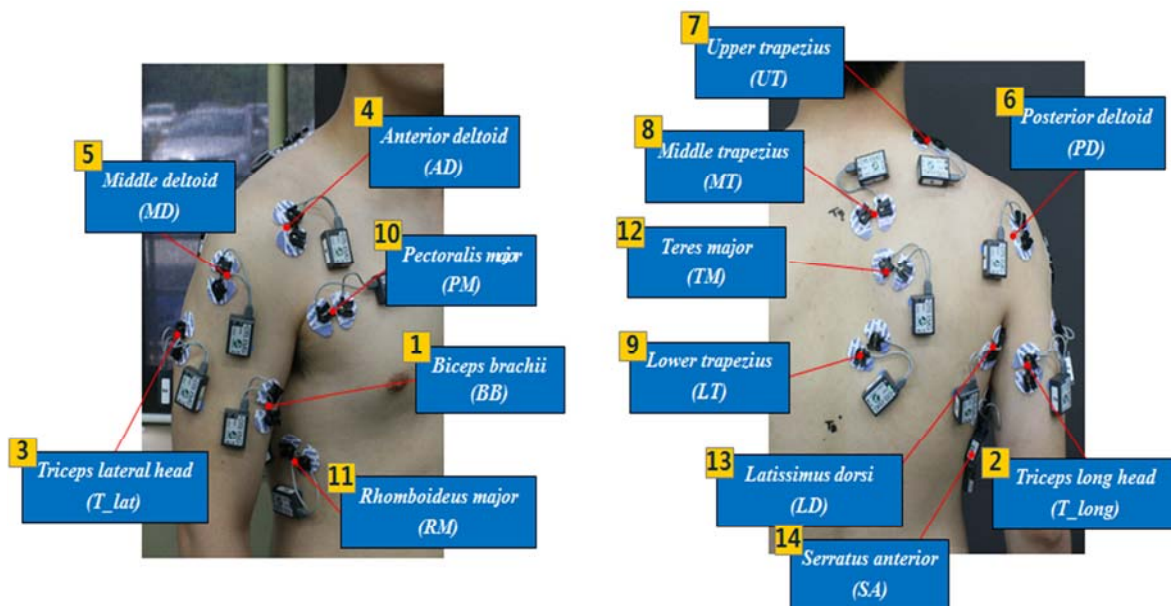 4
Anterior deltoid
(AD)
5
Middle deltoid
(MD)
10
Pectoralis major
(PM)
1
Biceps brachii
(BB)
3
Triceps lateral head
(T_lat)
11
Rhomboideus major
(RM)
7
Upper trapezius
(UT)
6
Posterior deltoid
(PD)
8
Middle trapezius
(MT)
12
Teres major
(TM)
9
Lower trapezius
(LT)
13
Latissimus dorsi
(LD)
2
Triceps long head
(T_long)
14
Serratus anterior
(SA)